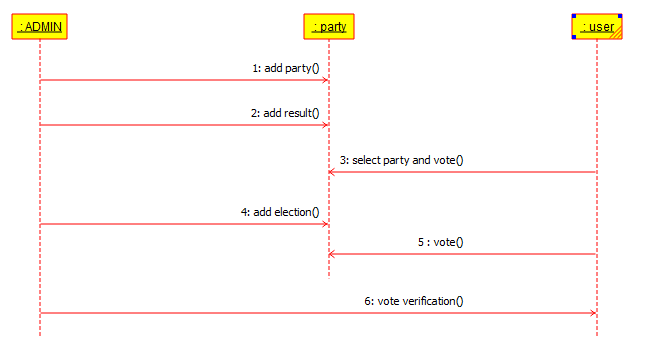 : ADMIN
: party
: user
1: add party()
2: add result()
3: select party and vote()
4: add election()
5 : vote()
6: vote verification()